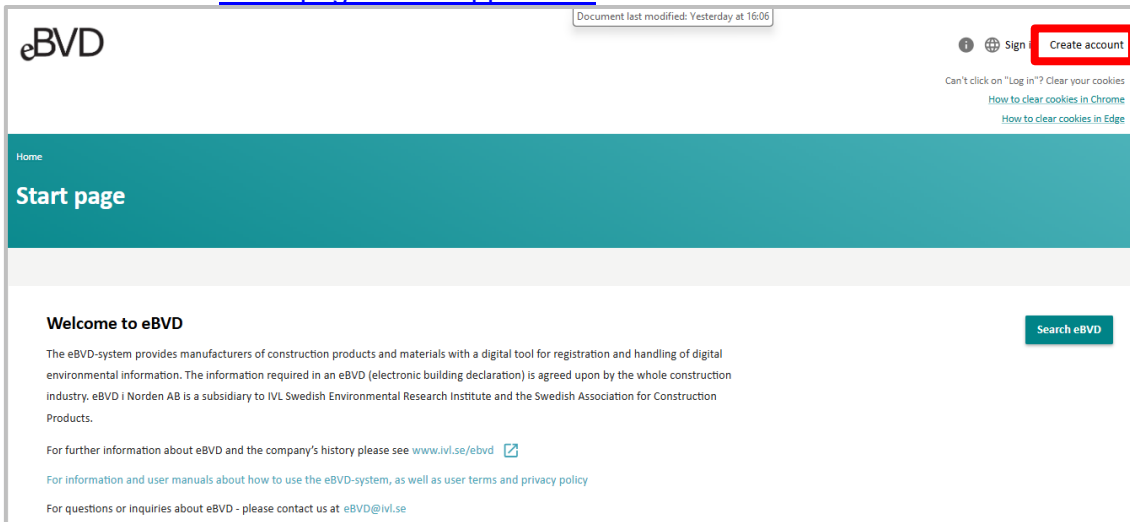 Document last modified: Yesterday at 16:06
eBVD
Sign i
Create account
Can't click on "Log in"? Clear your cookies
How to clear cookies in Chrome
How to clear cookies in Edge
Home
Start page
Welcome to eBVD
Search eBVD
The eBVD-system provides manufacturers of construction products and materials with a digital tool for registration and handling of digital
environmental information. The information required in an eBVD (electronic building declaration) is agreed upon by the whole construction
industry. eBVD i Norden AB is a subsidiary to IVL Swedish Environmental Research Institute and the Swedish Association for Construction
Products.
For further information about eBVD and the company's history please see www.ivl.se/ebvd
For information and user manuals about how to use the eBVD-system, as well as user terms and privacy policy
For questions or inquiries about eBVD - please contact us at eBVD@ivl.se